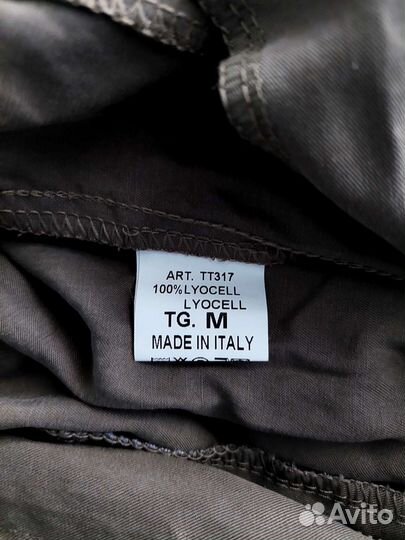 ART. TT317
100%LYOCELL
LYOCELL
TG. M
MADE IN ITALY
Avito